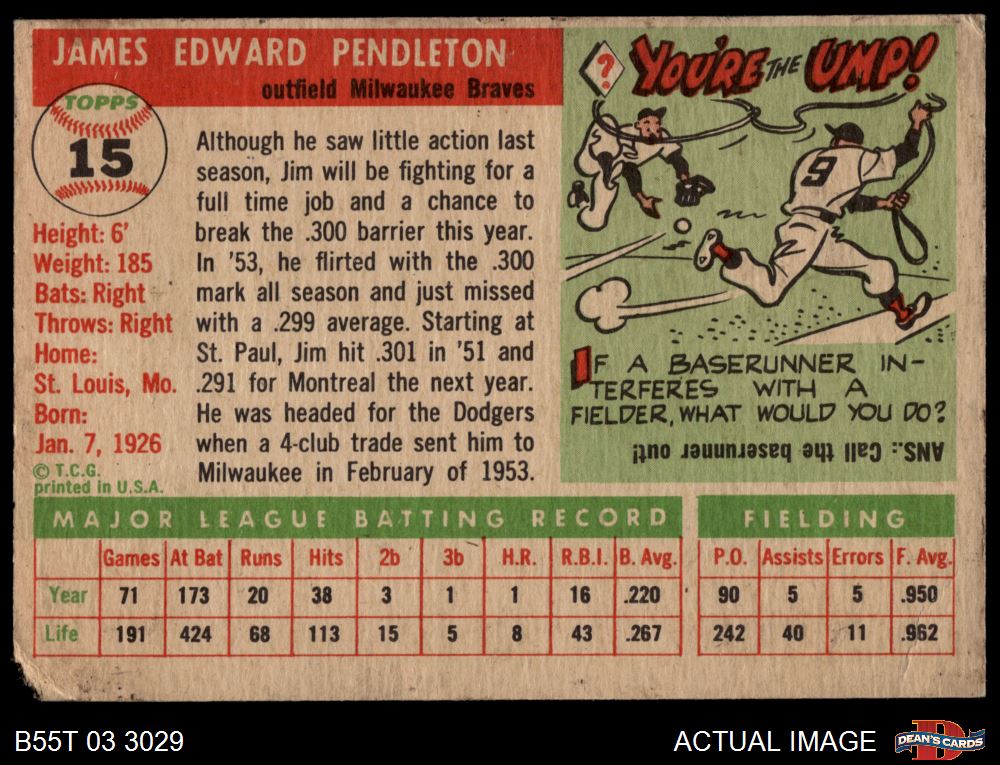 JAMES EDWARD PENDLETON
outfield Milwaukee Braves
TOPPS
15
Height: 6'
Weight: 185
Bats: Right
Throws: Right
Home:
St. Louis, Mo.
Born:
Jan. 7, 1926
© T.C.G.
printed in U.S.A.
Although he saw little action last
season, Jim will be fighting for a
full time job and a chance to
break the .300 barrier this year.
In '53, he flirted with the .300
mark all season and just missed
with a .299 average. Starting at
St. Paul, Jim hit .301 in '51 and
.291 for Montreal the next year.
He was headed for the Dodgers
when a 4-club trade sent him to
Milwaukee in February of 1953.
? YOU'RE THE UMP!
9
IF A BASERUNNER IN-
TERFERES WITH A
FIELDER, WHAT WOULD YOU DO?
ANS.: Call the baserunner out!
MAJOR LEAGUE BATTING RECORD
Games At Bat Runs Hits 2b 3b H.R. R.B.I. B. Avg.
Year 71 173 20 38 3 1 1 16 .220
Life 191 424 68 113 15 5 8 43 .267
FIELDING
P.O. Assists Errors F. Avg.
90 5 5 .950
242 40 11 .962
B55T 03 3029
ACTUAL IMAGE
DEAN'S CARDS